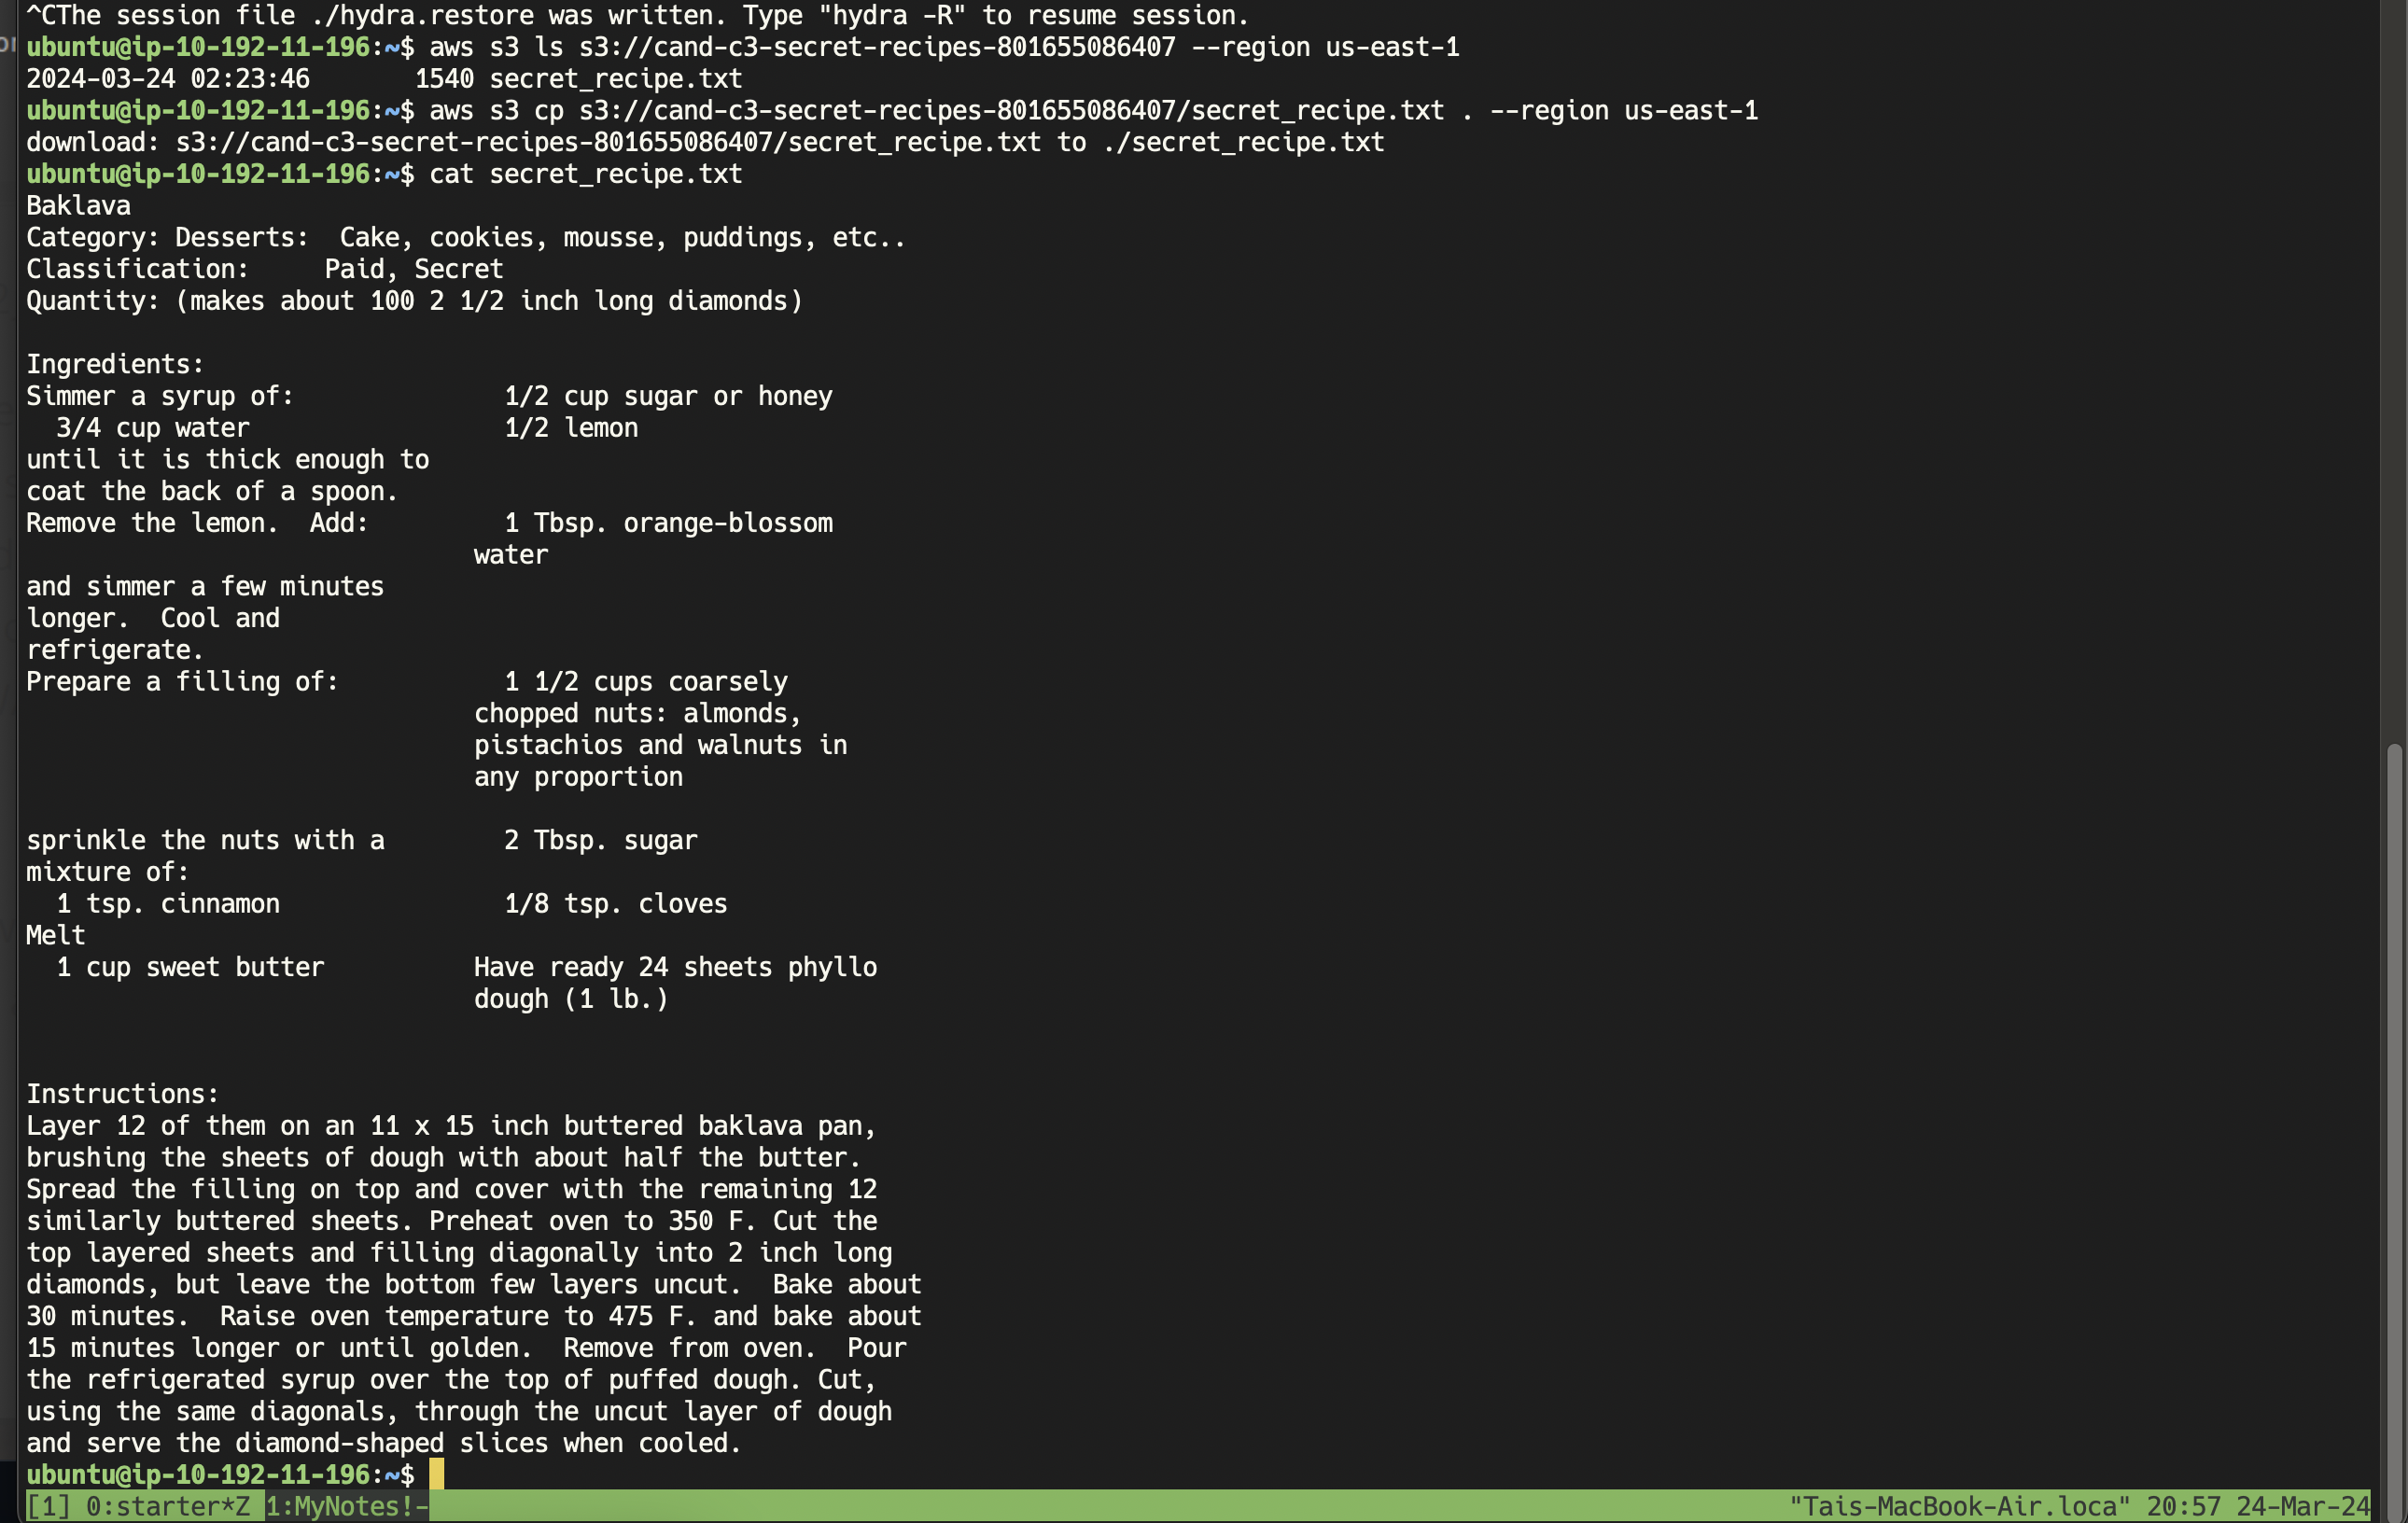 ^CThe session file ./hydra.restore was written. Type "hydra -R" to resume session.
ubuntu@ip-10-192-11-196:~$ aws s3 ls s3://cand-c3-secret-recipes-801655086407 --region us-east-1
2024-03-24 02:23:46       1540 secret_recipe.txt
ubuntu@ip-10-192-11-196:~$ aws s3 cp s3://cand-c3-secret-recipes-801655086407/secret_recipe.txt . --region us-east-1
download: s3://cand-c3-secret-recipes-801655086407/secret_recipe.txt to ./secret_recipe.txt
ubuntu@ip-10-192-11-196:~$ cat secret_recipe.txt
Baklava
Category: Desserts:  Cake, cookies, mousse, puddings, etc..
Classification:     Paid, Secret
Quantity: (makes about 100 2 1/2 inch long diamonds)

Ingredients:
Simmer a syrup of:              1/2 cup sugar or honey
  3/4 cup water                 1/2 lemon
until it is thick enough to
coat the back of a spoon.
Remove the lemon.  Add:         1 Tbsp. orange-blossom
                              water
and simmer a few minutes
longer.  Cool and
refrigerate.
Prepare a filling of:           1 1/2 cups coarsely
                              chopped nuts: almonds,
                              pistachios and walnuts in
                              any proportion

sprinkle the nuts with a        2 Tbsp. sugar
mixture of:
  1 tsp. cinnamon               1/8 tsp. cloves
Melt
  1 cup sweet butter          Have ready 24 sheets phyllo
                              dough (1 lb.)

Instructions:
Layer 12 of them on an 11 x 15 inch buttered baklava pan,
brushing the sheets of dough with about half the butter.
Spread the filling on top and cover with the remaining 12
similarly buttered sheets. Preheat oven to 350 F. Cut the
top layered sheets and filling diagonally into 2 inch long
diamonds, but leave the bottom few layers uncut.  Bake about
30 minutes.  Raise oven temperature to 475 F. and bake about
15 minutes longer or until golden.  Remove from oven.  Pour
the refrigerated syrup over the top of puffed dough. Cut,
using the same diagonals, through the uncut layer of dough
and serve the diamond-shaped slices when cooled.
ubuntu@ip-10-192-11-196:~$
[1] 0:starter*Z 1:MyNotes!- "Tais-MacBook-Air.loca" 20:57 24-Mar-24